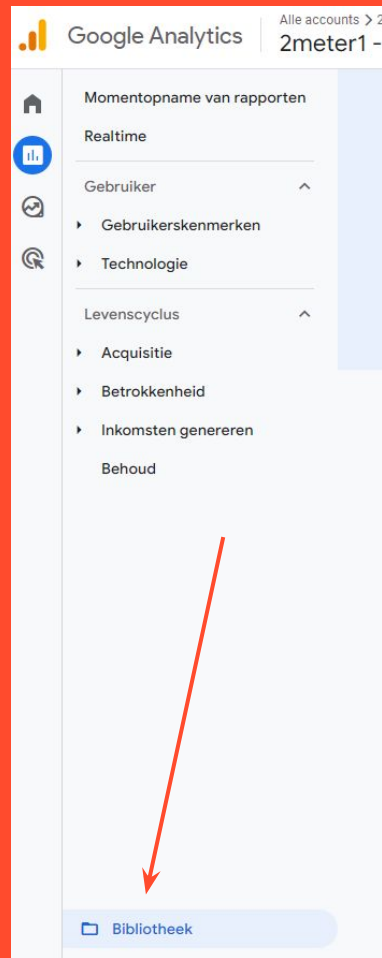 Google Analytics
Alle accounts > 2
2meter1 -
Momentopname van rapporten
Realtime
Gebruiker
Gebruikerskenmerken
Technologie
Levenscyclus
Acquisitie
Betrokkenheid
Inkomsten genereren
Behoud
Bibliotheek